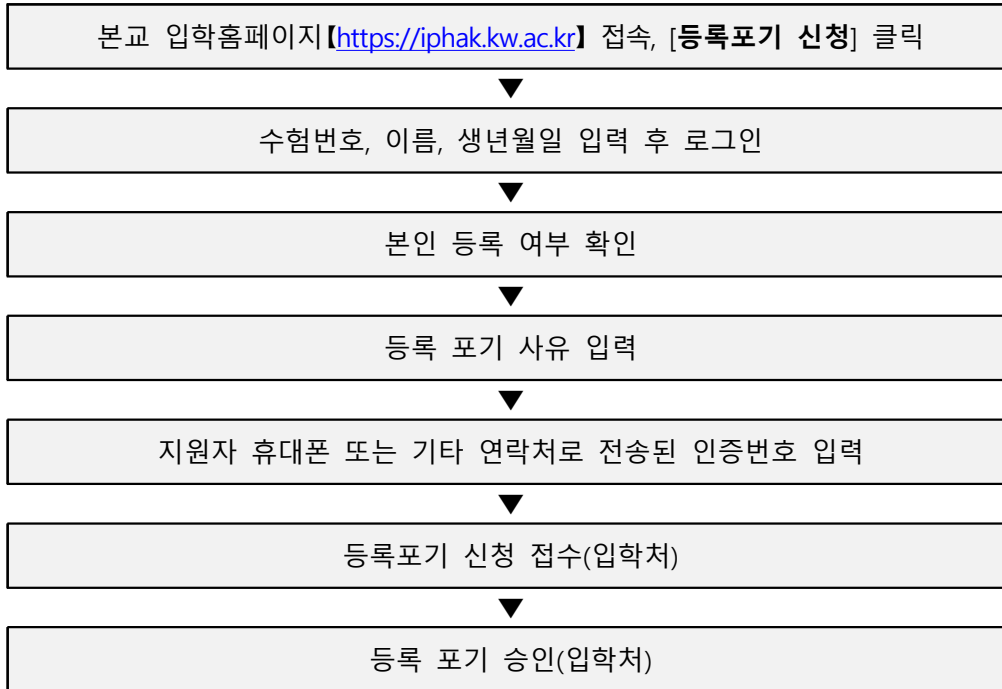 본교 입학홈페이지【https://iphak.kw.ac.kr】 접속, [등록포기 신청] 클릭
▼
수험번호, 이름, 생년월일 입력 후 로그인
▼
본인 등록 여부 확인
▼
등록 포기 사유 입력
▼
지원자 휴대폰 또는 기타 연락처로 전송된 인증번호 입력
▼
등록포기 신청 접수(입학처)
▼
등록 포기 승인(입학처)